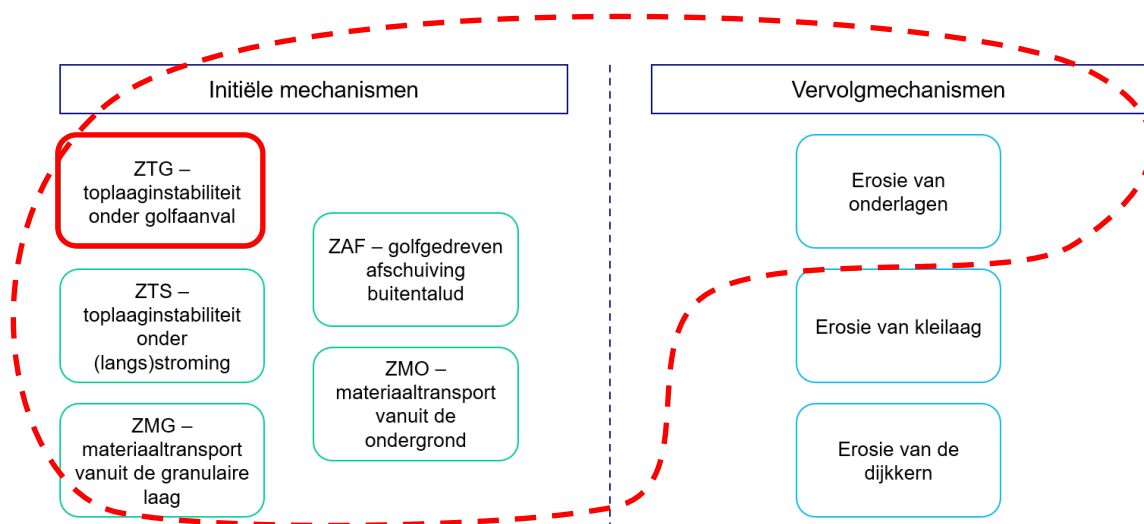 Initiële mechanismen
Vervolgmechanismen
ZTG –
toplaaginstabiliteit
onder golfaanval
ZTS –
toplaaginstabiliteit
onder
(langs)stroming
ZMG –
materiaaltransport
vanuit de granulaire
laag
ZAF – golfgedreven
afschuiving
buitentalud
ZMO –
materiaaltransport
vanuit de
ondergrond
Erosie van
onderlagen
Erosie van kleilaag
Erosie van de
dijkkern